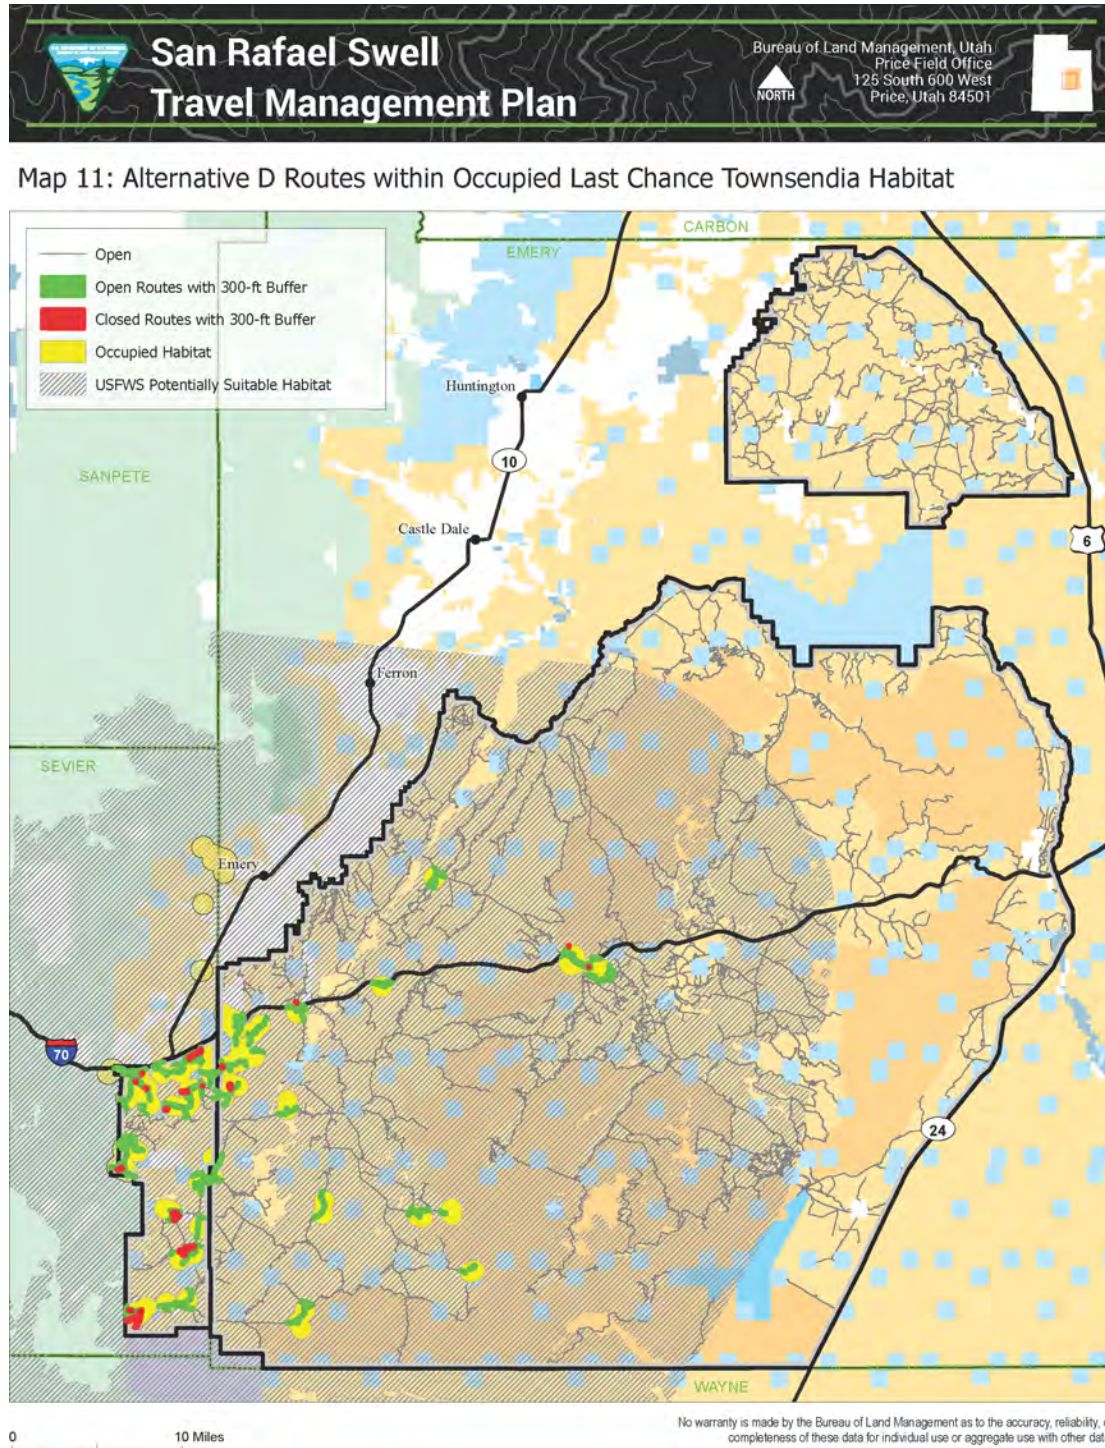 San Rafael Swell
Travel Management Plan
NORTH
Bureau of Land Management, Utah
Price Field Office
125 South 600 West
Price, Utah 84501
Map 11: Alternative D Routes within Occupied Last Chance Townsendia Habitat
Open
Open Routes with 300-ft Buffer
Closed Routes with 300-ft Buffer
Occupied Habitat
USFWS Potentially Suitable Habitat
CARBON
EMERY
Huntington
10
SANPETE
Castle Dale
6
Ferron
SEVIER
Emery
70
24
WAYNE
0 10 Miles
No warranty is made by the Bureau of Land Management as to the accuracy, reliability,
completeness of these data for individual use or aggregate use with other dat